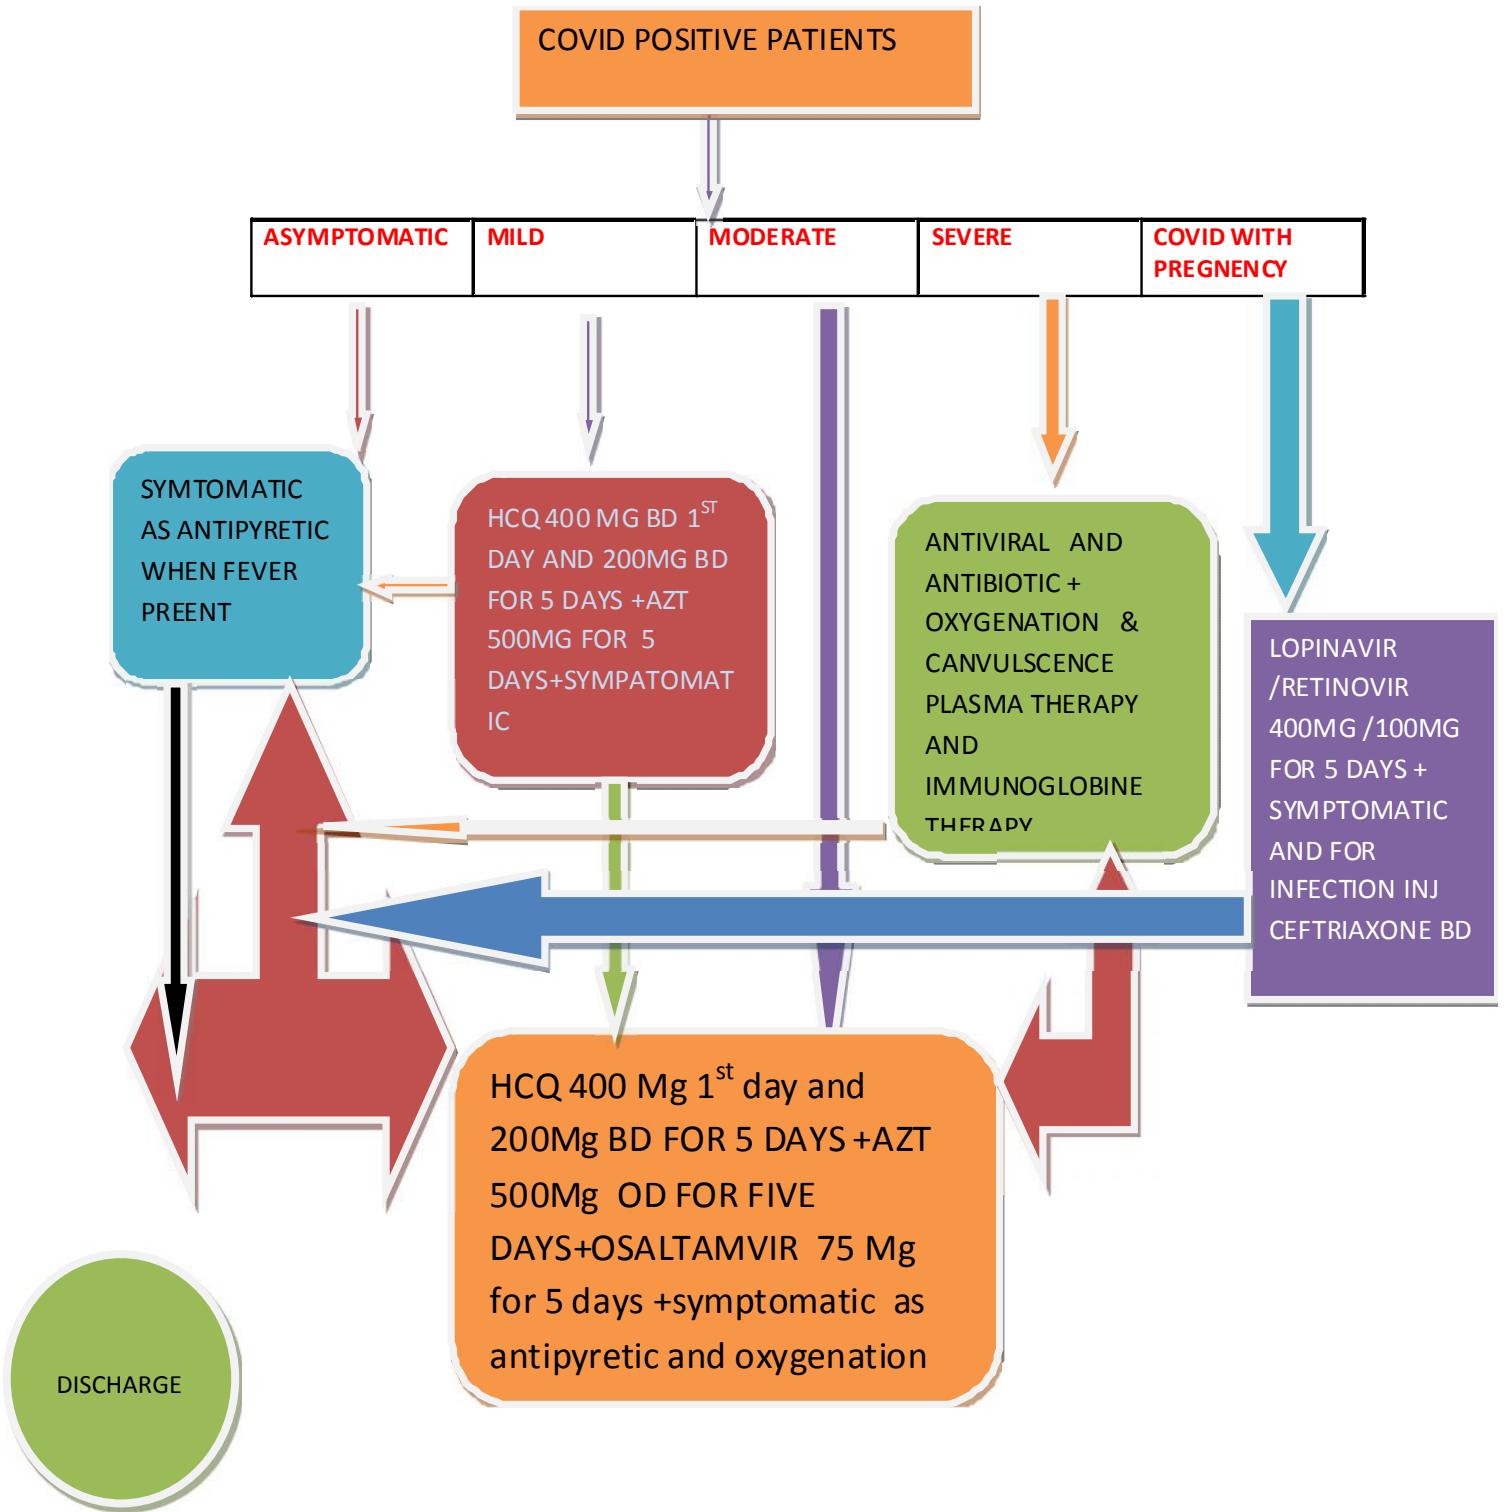 COVID POSITIVE PATIENTS
ASYMPTOMATIC
MILD
MODERATE
SEVERE
COVID WITH
PREGNENCY
SYMTOMATIC
AS ANTIPYRETIC
WHEN FEVER
PREENT
HCQ 400 MG BD 1ST
DAY AND 200MG BD
FOR 5 DAYS +AZT
500MG FOR 5
DAYS+SYMPATOMAT
IC
ANTIVIRAL AND
ANTIBIOTIC +
OXYGENATION &
CANVULSCENCE
PLASMA THERAPY
AND
IMMUNOGLOBINE
THERAPY
LOPINAVIR
/RETINOVIR
400MG /100MG
FOR 5 DAYS +
SYMPTOMATIC
AND FOR
INFECTION INJ
CEFTRIAXONE BD
HCQ 400 Mg 1st day and
200Mg BD FOR 5 DAYS +AZT
500Mg OD FOR FIVE
DAYS+OSALTAMVIR 75 Mg
for 5 days +symptomatic as
antipyretic and oxygenation
DISCHARGE